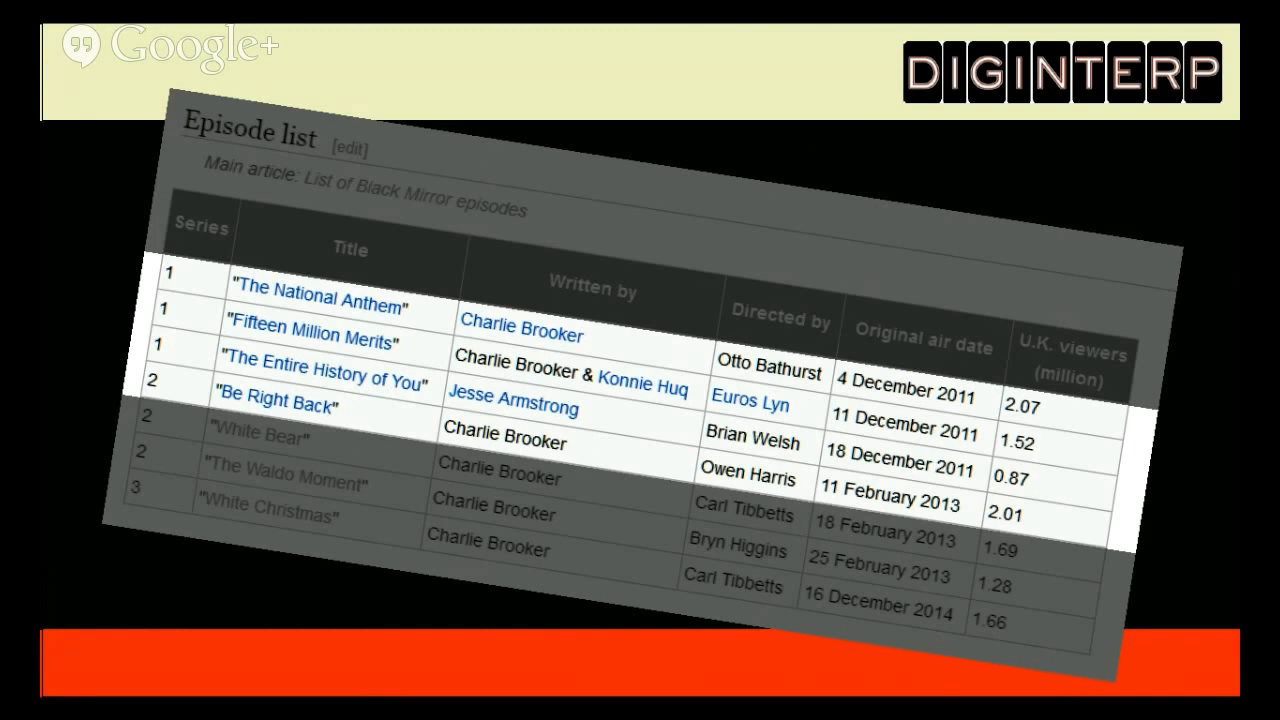 Google+
DIGINTERP
Episode list [edit]
Main article: List of Black Mirror episodes
Series Title Written by Directed by Original air date U.K. viewers (million)
1 "The National Anthem" Charlie Brooker Otto Bathurst 4 December 2011 2.07
1 "Fifteen Million Merits" Charlie Brooker & Konnie Huq Euros Lyn 11 December 2011 1.52
1 "The Entire History of You" Jesse Armstrong Brian Welsh 18 December 2011 0.87
2 "Be Right Back" Charlie Brooker Owen Harris 11 February 2013 2.01
2 "White Bear" Charlie Brooker Carl Tibbetts 18 February 2013 1.69
2 "The Waldo Moment" Charlie Brooker Bryn Higgins 25 February 2013 1.28
3 "White Christmas" Charlie Brooker Carl Tibbetts 16 December 2014 1.66